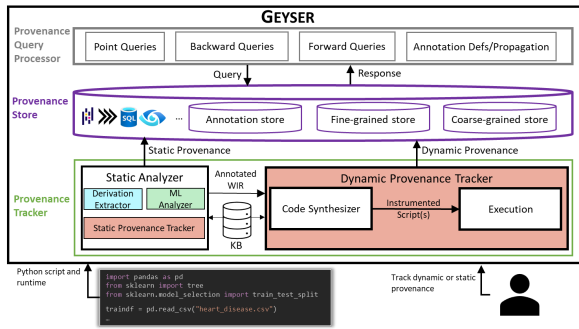 GEYSER
Provenance
Query
Processor
Point Queries
Backward Queries
Forward Queries
Annotation Defs/Propagation
Query
Response
Provenance
Store
SQL
...
Annotation store
Fine-grained store
Coarse-grained store
Static Provenance
Dynamic Provenance
Provenance
Tracker
Static Analyzer
Derivation
Extractor
ML
Analyzer
Static Provenance Tracker
Annotated
WIR
KB
Dynamic Provenance Tracker
Code Synthesizer
Instrumented
Script(s)
Execution
Python script and
runtime
import pandas as pd
from sklearn import tree
from sklearn.model_selection import train_test_split
traindf = pd.read_csv("heart_disease.csv")
Track dynamic or static
provenance